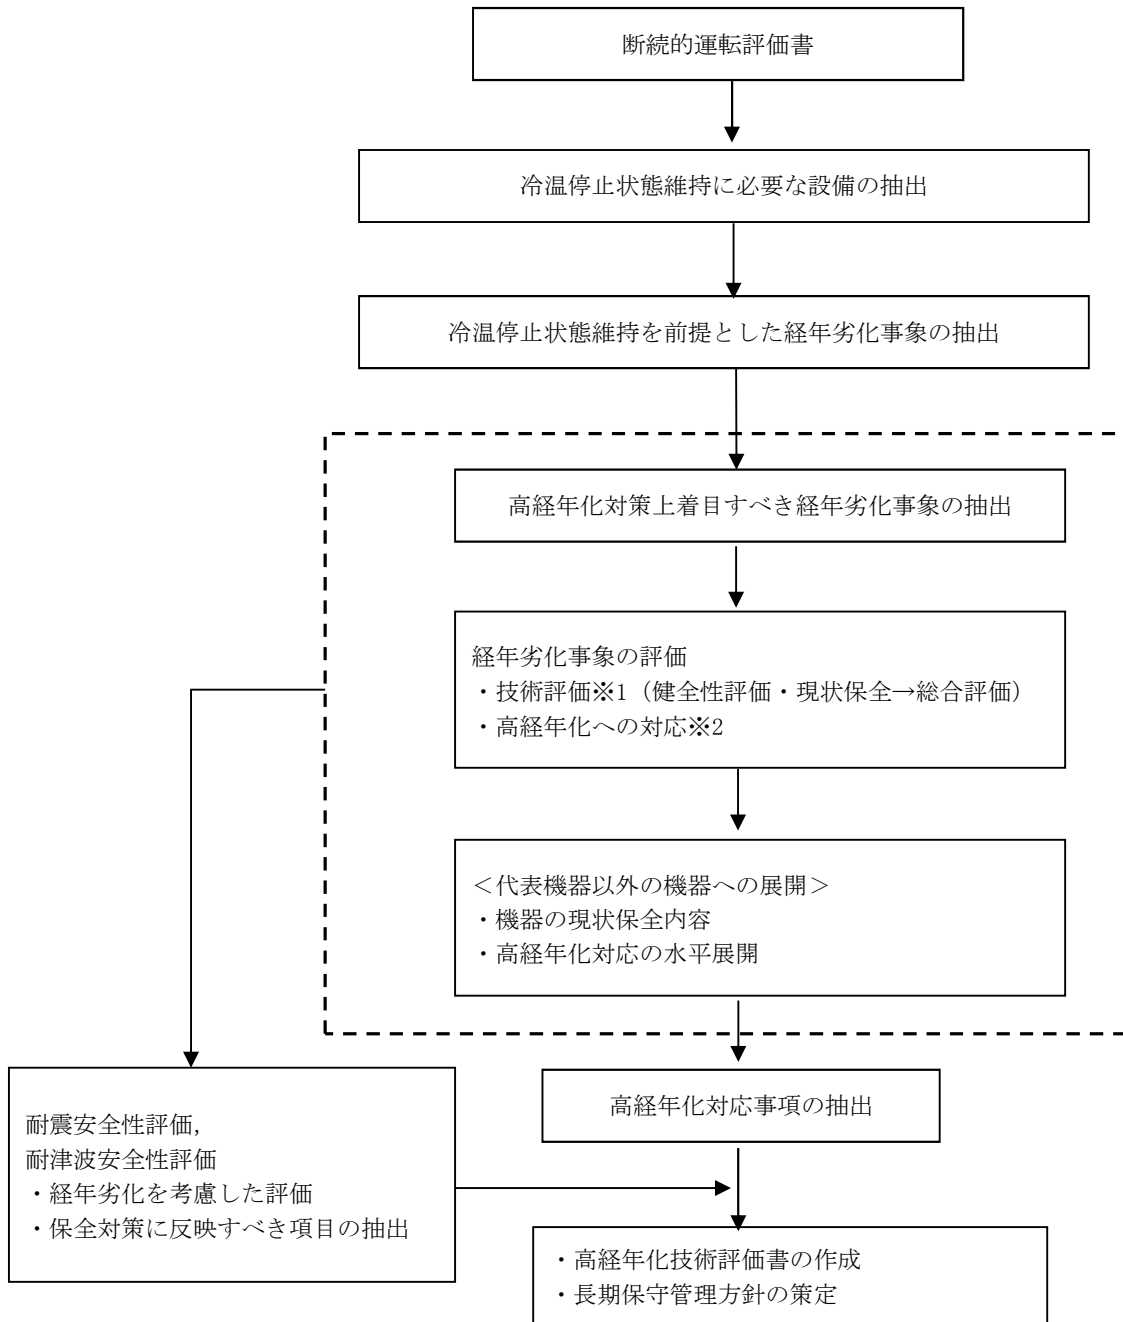 断続的運転評価書
冷温停止状態維持に必要な設備の抽出
冷温停止状態維持を前提とした経年劣化事象の抽出
高経年化対策上着目すべき経年劣化事象の抽出
経年劣化事象の評価
・技術評価※1（健全性評価・現状保全→総合評価）
・高経年化への対応※2
＜代表機器以外の機器への展開＞
・機器の現状保全内容
・高経年化対応の水平展開
高経年化対応事項の抽出
耐震安全性評価,
耐津波安全性評価
・経年劣化を考慮した評価
・保全対策に反映すべき項目の抽出
・高経年化技術評価書の作成
・長期保守管理方針の策定